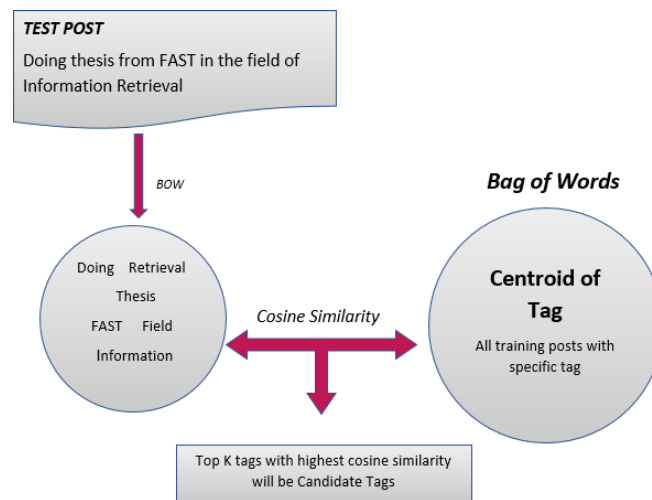 TEST POST
Doing thesis from FAST in the field of
Information Retrieval
BOW
Bag of Words
Doing Retrieval
Thesis
FAST Field
Information
Cosine Similarity
Centroid of
Tag
All training posts with
specific tag
Top K tags with highest cosine similarity
will be Candidate Tags